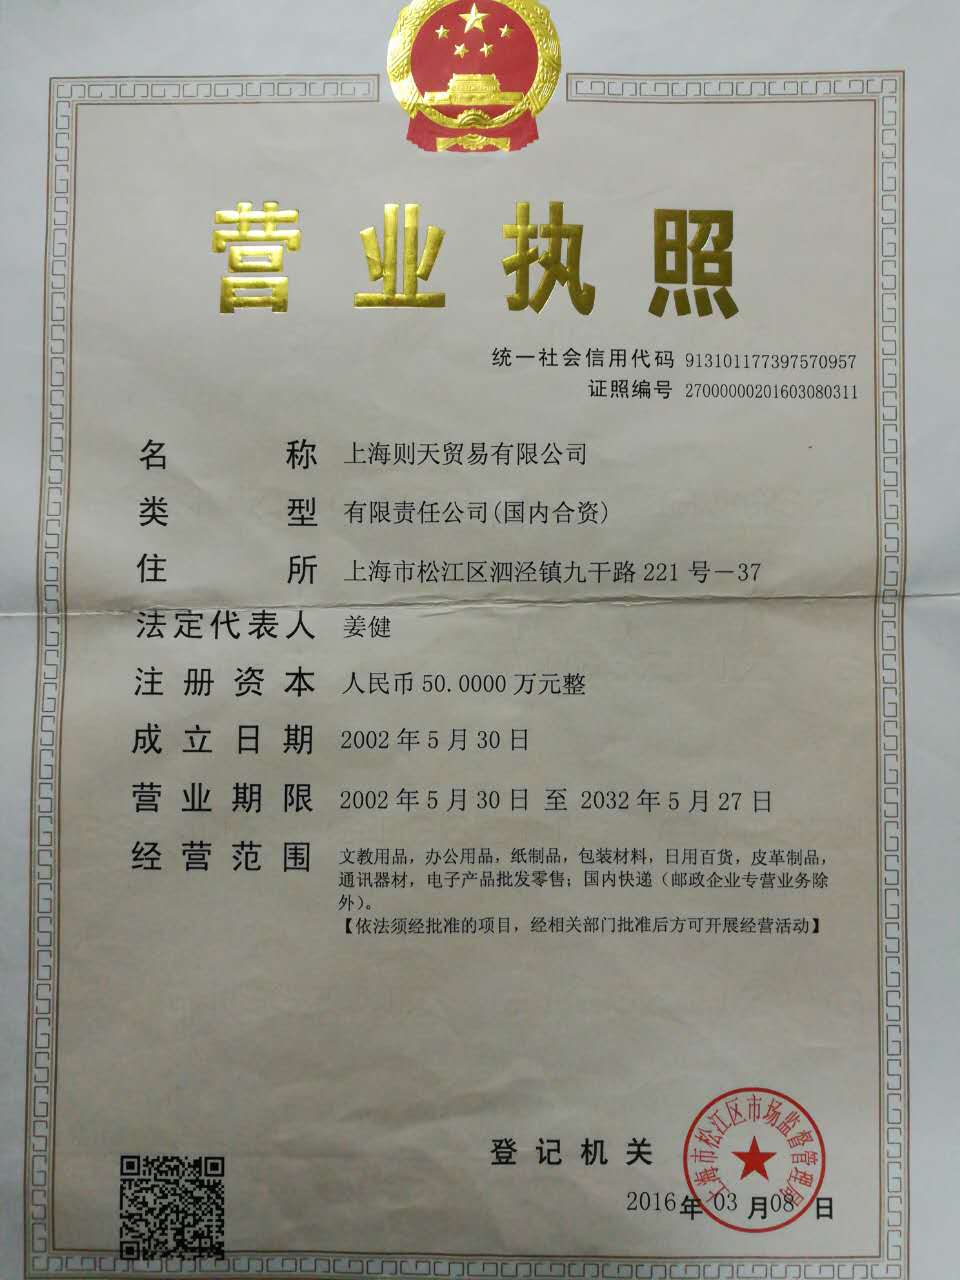 营业执照
统一社会信用代码 913101177397570957
证照编号 27000000201603080311
名称 上海则天贸易有限公司
类型 有限责任公司(国内合资)
住所 上海市松江区泗泾镇九干路221号－37
法定代表人 姜健
注册资本 人民币50.0000万元整
成立日期 2002年5月30日
营业期限 2002年5月30日 至 2032年5月27日
经营范围 文教用品，办公用品，纸制品，包装材料，日用百货，皮革制品，
通讯器材，电子产品批发零售；国内快递（邮政企业专营业务除
外）。
【依法须经批准的项目，经相关部门批准后方可开展经营活动】
登记机关
上海市松江区市场监督管理局
2016年03月08日